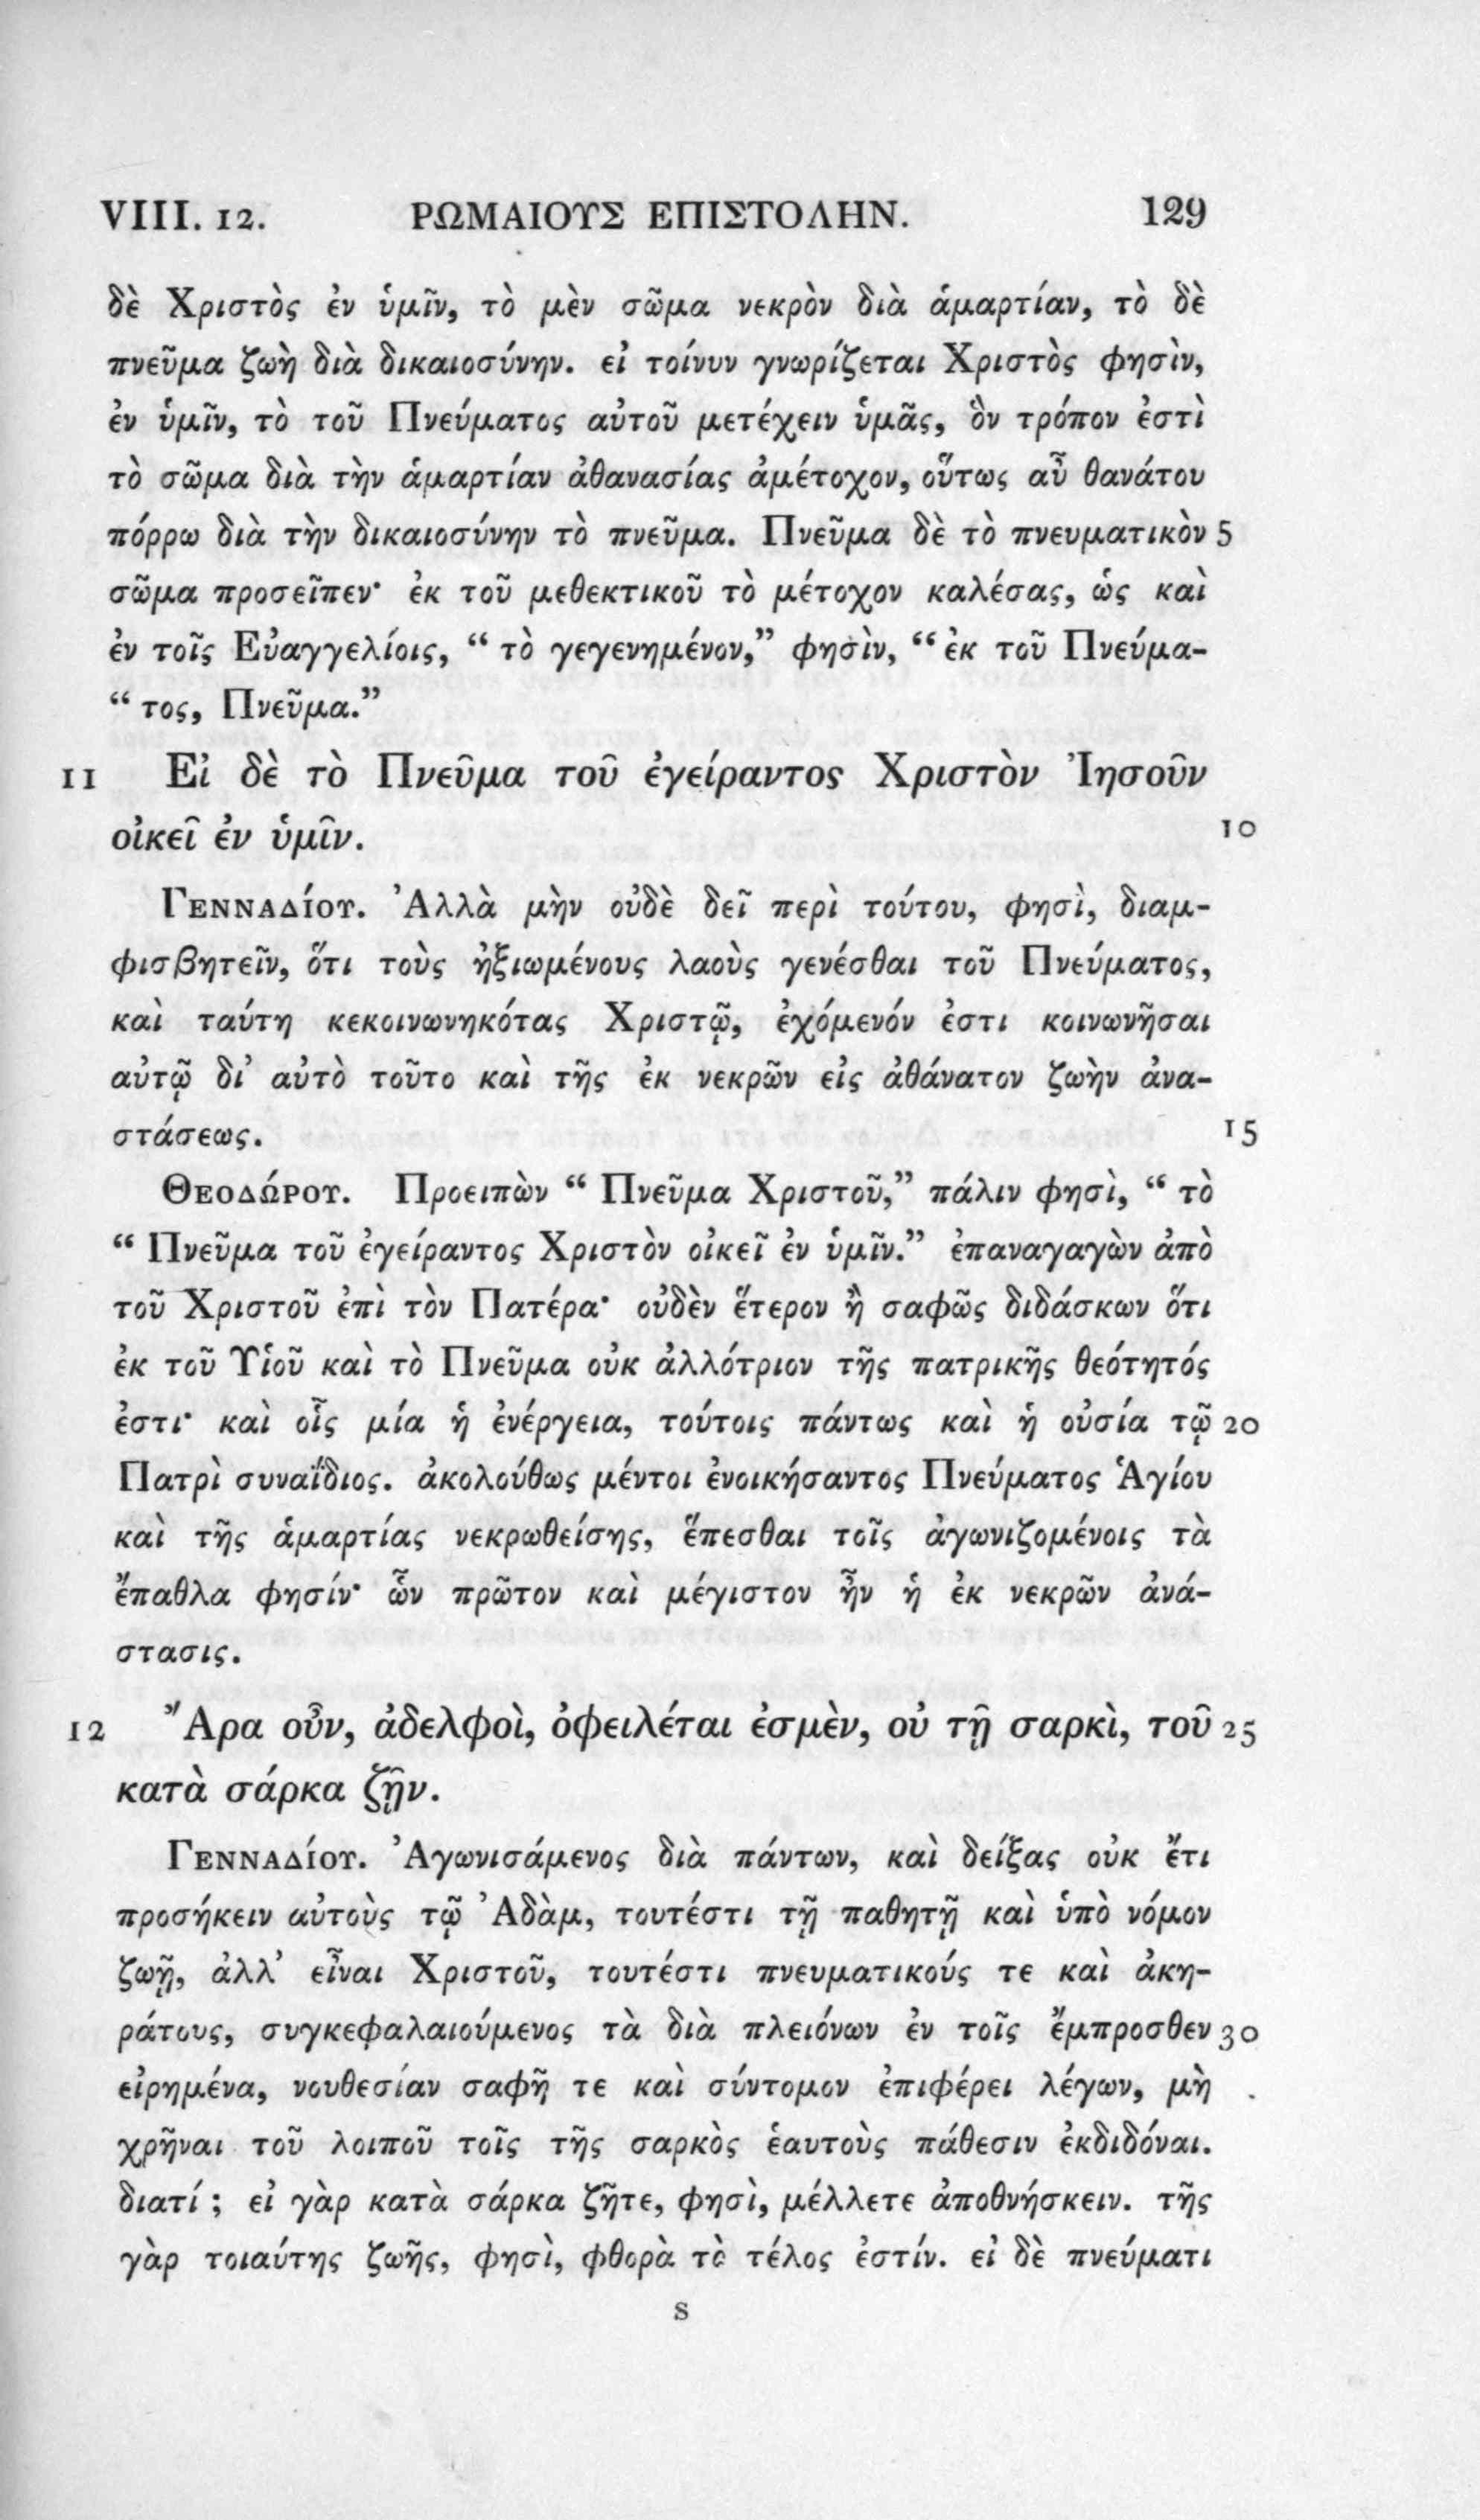 VIII. 12. ΡΩΜΑΙΟΥΣ ΕΠΙΣΤΟΛΗΝ. 129
δὲ Χριστὸς ἐν ὑμῖν, τὸ μὲν σῶμα νεκρὸν διὰ ἁμαρτίαν, τὸ δὲ
πνεῦμα ζωὴ διὰ δικαιοσύνην. εἰ τοίνυν γνωρίζεται Χριστὸς φησὶν,
ἐν ὑμῖν, τὸ τοῦ Πνεύματος αὐτοῦ μετέχειν ὑμᾶς, ὃν τρόπον ἐστὶ
τὸ σῶμα διὰ τὴν ἁμαρτίαν ἀθανασίας ἀμέτοχον, οὕτως αὖ θανάτου
πόρρω διὰ τὴν δικαιοσύνην τὸ πνεῦμα. Πνεῦμα δὲ τὸ πνευματικὸν 5
σῶμα προσεῖπεν· ἐκ τοῦ μεθεκτικοῦ τὸ μέτοχον καλέσας, ὡς καὶ
ἐν τοῖς Εὐαγγελίοις, “ τὸ γεγενημένον,” φησὶν, “ ἐκ τοῦ Πνεύμα-
“ τος, Πνεῦμα.”
11 Εἰ δὲ τὸ Πνεῦμα τοῦ ἐγείραντος Χριστὸν Ἰησοῦν
οἰκεῖ ἐν ὑμῖν. 10
Γενναδίου. Ἀλλὰ μὴν οὐδὲ δεῖ περὶ τούτου, φησὶ, διαμ-
φισβητεῖν, ὅτι τοὺς ἠξιωμένους λαοὺς γενέσθαι τοῦ Πνεύματος,
καὶ ταύτη κεκοινωνηκότας Χριστῷ, ἐχόμενόν ἐστι κοινωνῆσαι
αὐτῷ δι’ αὐτὸ τοῦτο καὶ τῆς ἐκ νεκρῶν εἰς ἀθάνατον ζωὴν ἀνα-
στάσεως. 15
Θεοδώρου. Προειπὼν “ Πνεῦμα Χριστοῦ,” πάλιν φησὶ, “ τὸ
“ Πνεῦμα τοῦ ἐγείραντος Χριστὸν οἰκεῖ ἐν ὑμῖν.” ἐπαναγαγὼν ἀπὸ
τοῦ Χριστοῦ ἐπὶ τὸν Πατέρα· οὐδὲν ἕτερον ἢ σαφῶς διδάσκων ὅτι
ἐκ τοῦ Υἱοῦ καὶ τὸ Πνεῦμα οὐκ ἀλλότριον τῆς πατρικῆς θεότητός
ἐστι· καὶ οἷς μία ἡ ἐνέργεια, τούτοις πάντως καὶ ἡ οὐσία τῷ 20
Πατρὶ συναΐδιος. ἀκολούθως μέντοι ἐνοικήσαντος Πνεύματος Ἁγίου
καὶ τῆς ἁμαρτίας νεκρωθείσης, ἕπεσθαι τοῖς ἀγωνιζομένοις τὰ
ἔπαθλα φησίν· ὧν πρῶτον καὶ μέγιστον ἦν ἡ ἐκ νεκρῶν ἀνά-
στασις.
12 Ἄρα οὖν, ἀδελφοὶ, ὀφειλέται ἐσμὲν, οὐ τῇ σαρκὶ, τοῦ 25
κατὰ σάρκα ζῇν.
Γενναδίου. Ἀγωνισάμενος διὰ πάντων, καὶ δείξας οὐκ ἔτι
προσήκειν αὐτοὺς τῷ Ἀδὰμ, τουτέστι τῇ παθητῇ καὶ ὑπὸ νόμον
ζωῇ, ἀλλ’ εἶναι Χριστοῦ, τουτέστι πνευματικούς τε καὶ ἀκη-
ράτους, συγκεφαλαιούμενος τὰ διὰ πλειόνων ἐν τοῖς ἔμπροσθεν 30
εἰρημένα, νουθεσίαν σαφῆ τε καὶ σύντομον ἐπιφέρει λέγων, μὴ
χρῆναι τοῦ λοιποῦ τοῖς τῆς σαρκὸς ἑαυτοὺς πάθεσιν ἐκδιδόναι.
διατί ; εἰ γὰρ κατὰ σάρκα ζῆτε, φησὶ, μέλλετε ἀποθνήσκειν. τῆς
γὰρ τοιαύτης ζωῆς, φησὶ, φθορὰ τὸ τέλος ἐστίν. εἰ δὲ πνεύματι
S